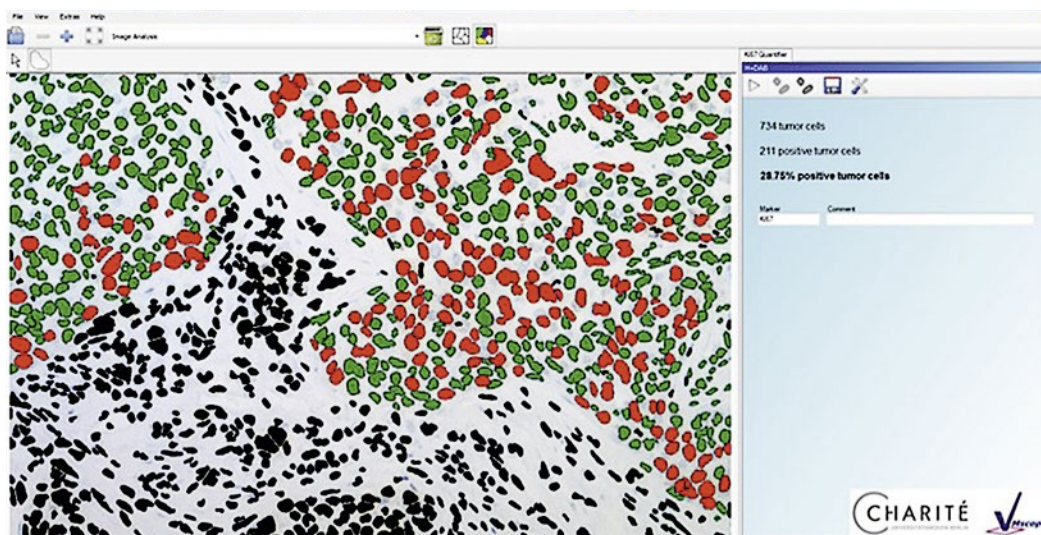 File View Extras Help
Image Analysis
Ki67 Quantifier
H+DAB
734 tumor cells
211 positive tumor cells
28.75% positive tumor cells
Marker Comment
Ki67
CHARITÉ